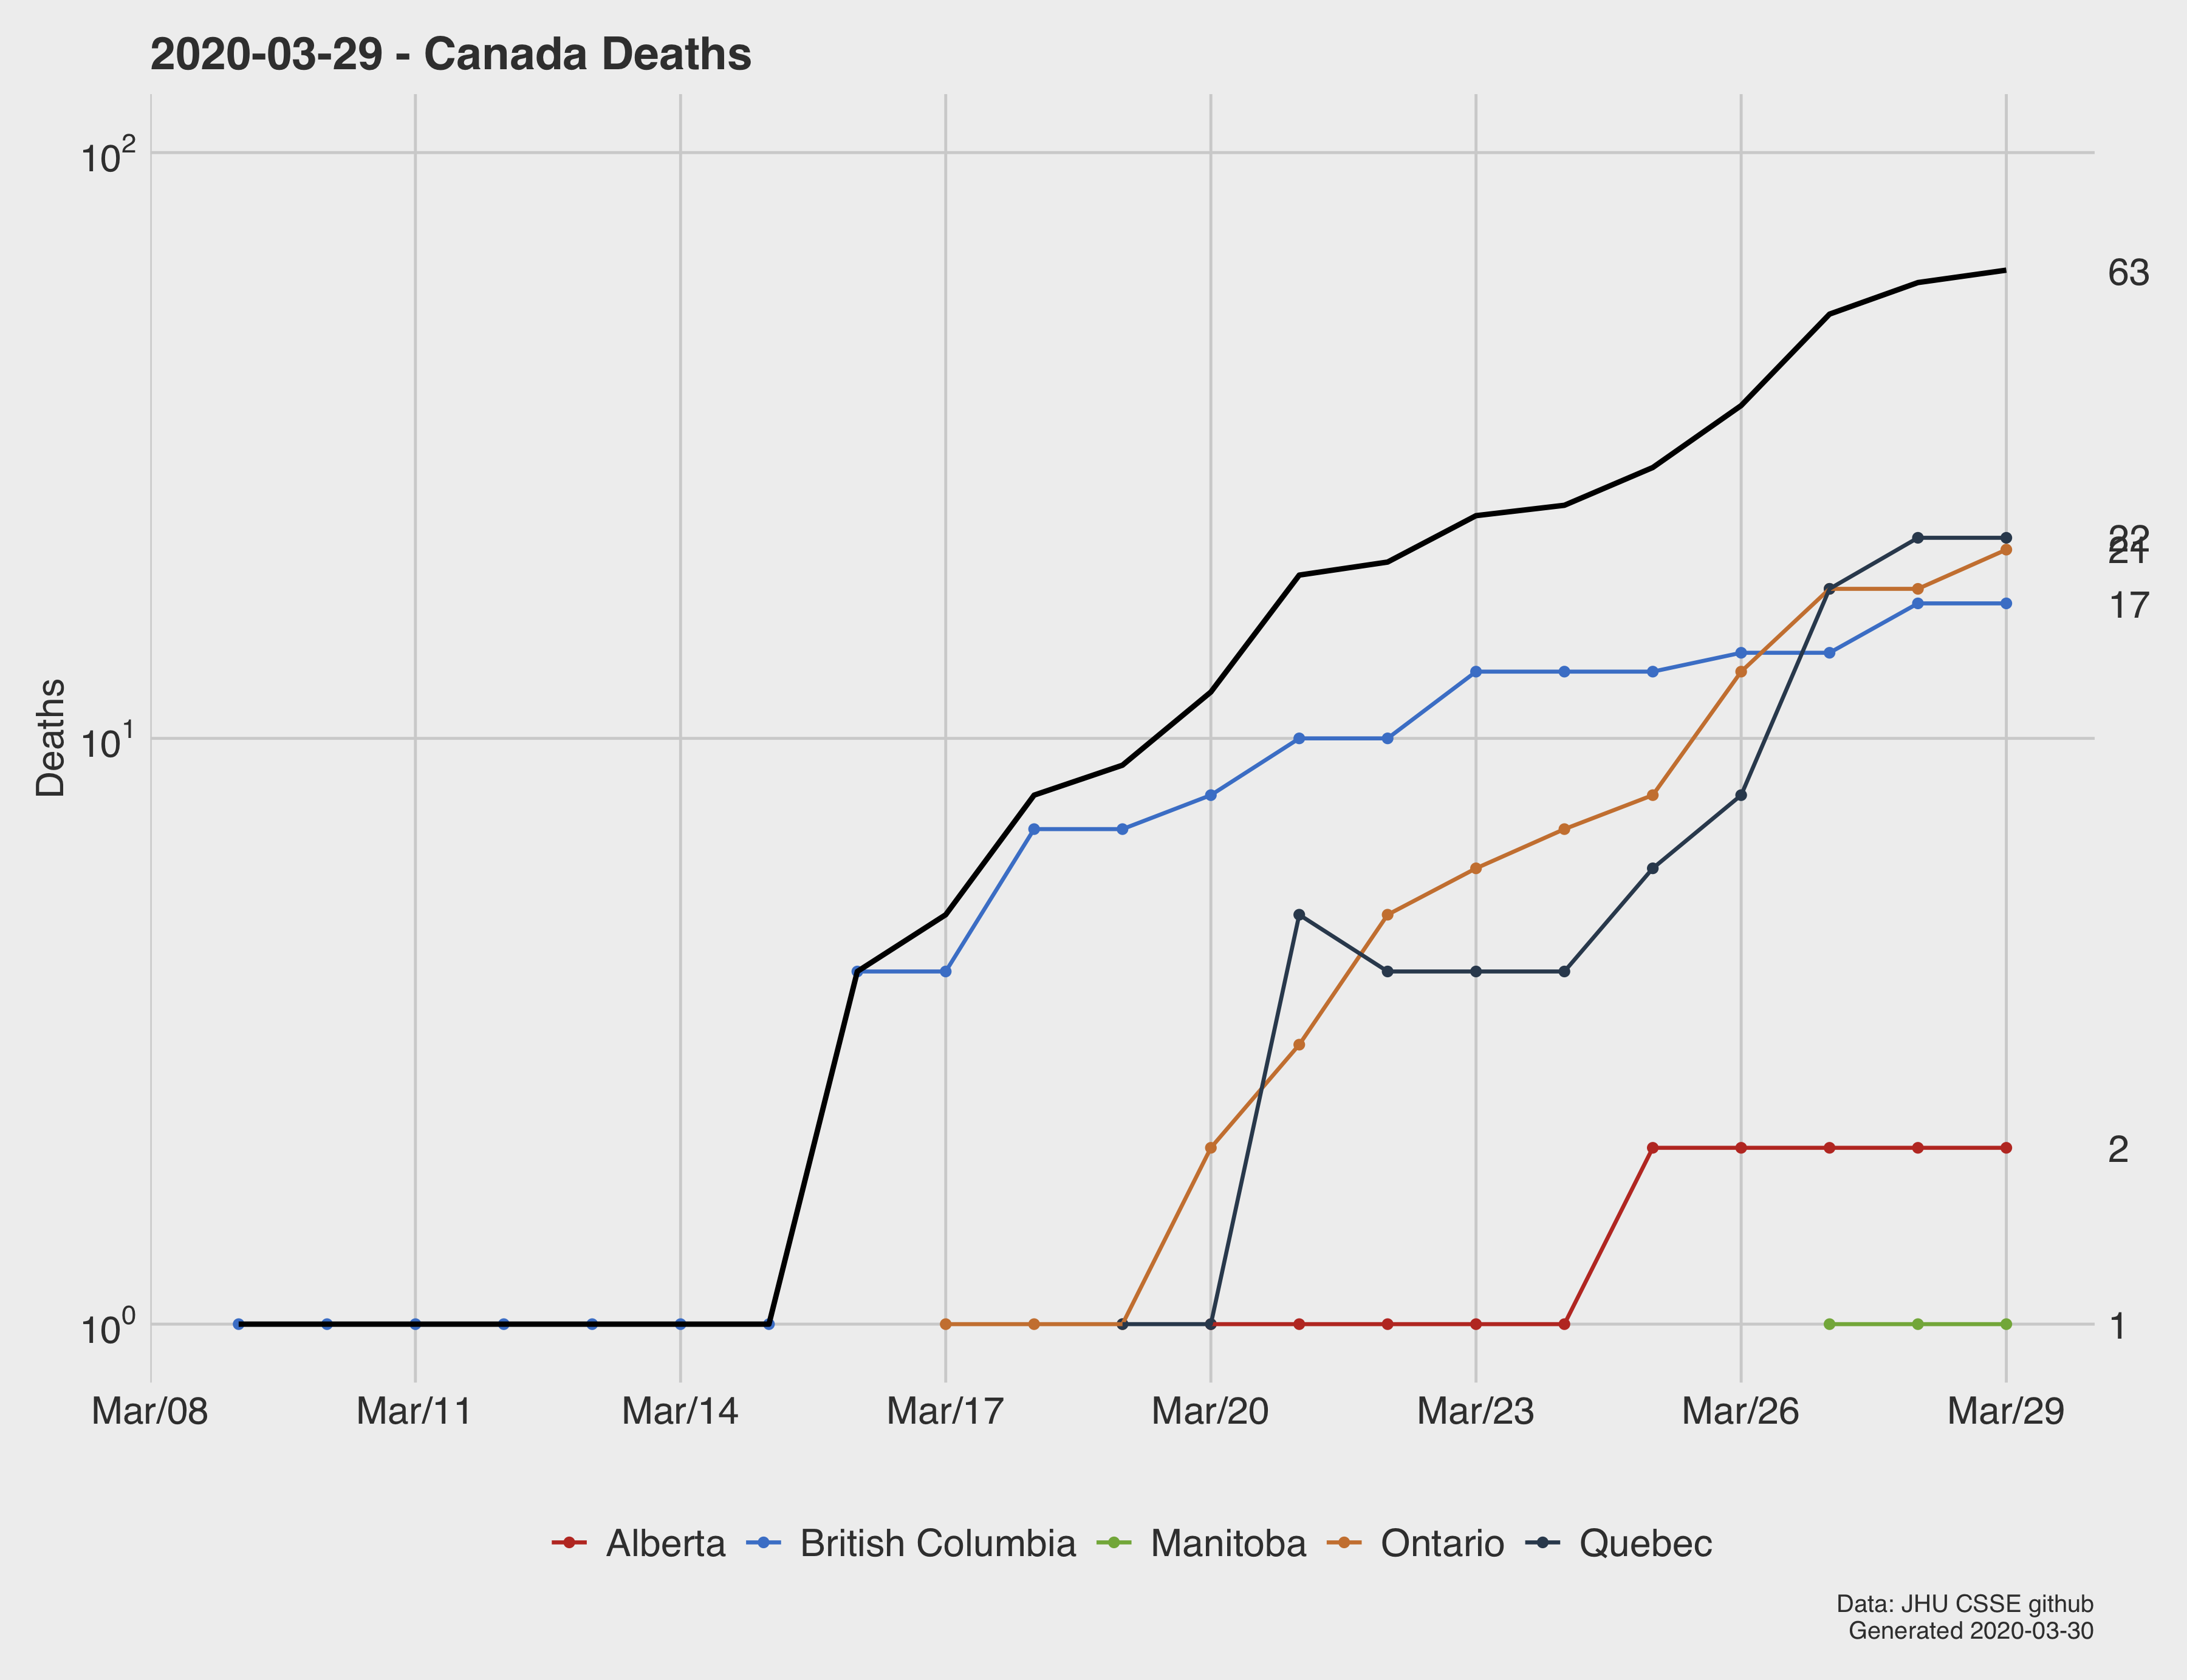 2020-03-29 - Canada Deaths
10²
63
22
21
17
Deaths
10¹
2
10⁰
1
Mar/08 Mar/11 Mar/14 Mar/17 Mar/20 Mar/23 Mar/26 Mar/29
Alberta British Columbia Manitoba Ontario Quebec
Data: JHU CSSE github
Generated 2020-03-30